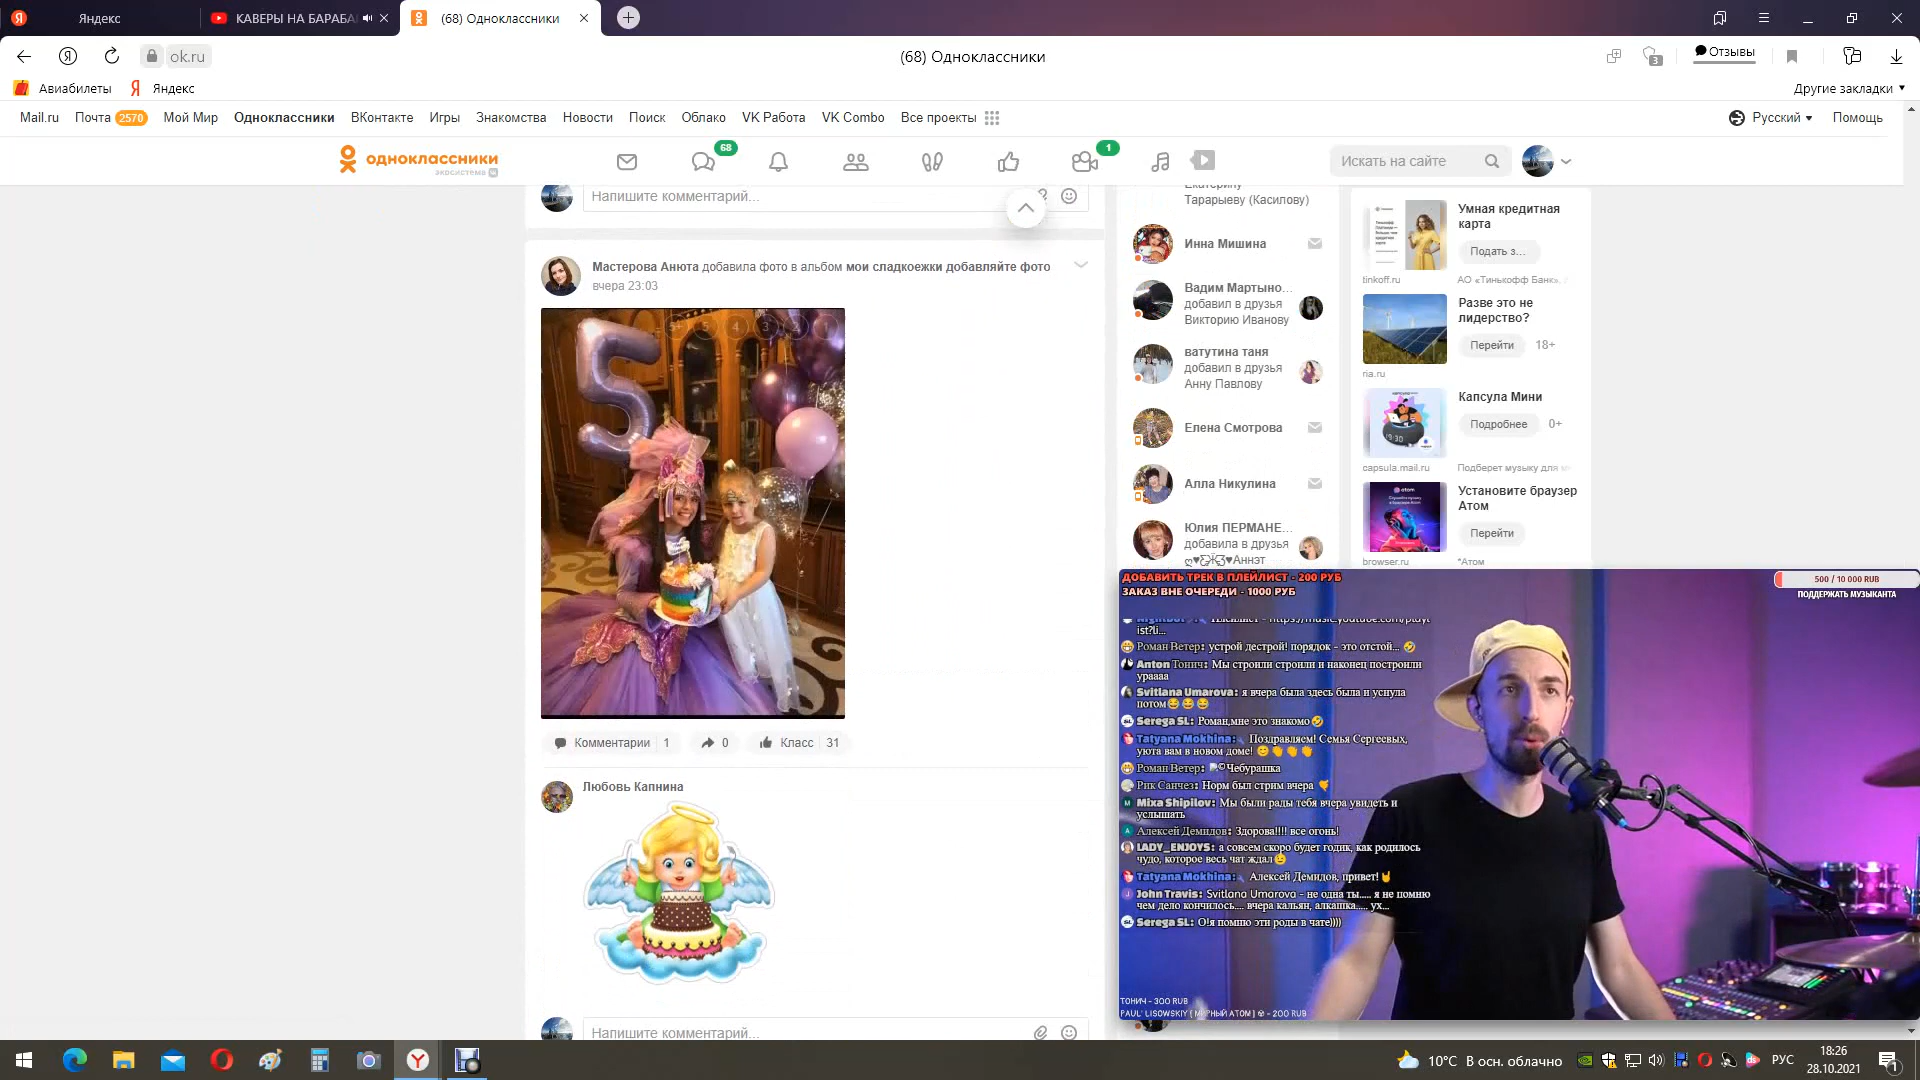 Яндекс
КАВЕРЫ НА БАРАБА
(68) Одноклассники
ok.ru
(68) Одноклассники
3
Отзывы
Авиабилеты
Яндекс
Другие закладки
Mail.ru Почта 2570 Мой Мир Одноклассники ВКонтакте Игры Знакомства Новости Поиск Облако VK Работа VK Combo Все проекты
Русский Помощь
одноклассники
экосистема
68
1
Искать на сайте
Напишите комментарий...
Мастерова Анюта добавила фото в альбом мои сладкоежки добавляйте фото
вчера 23:03
5+ 5 4 3 2 1
Комментарии 1
0
Класс 31
Любовь Капнина
Напишите комментарий...
Екатерину
Тарарыеву (Касилову)
Инна Мишина
Вадим Мартыно...
добавил в друзья
Викторию Иванову
ватутина таня
добавил в друзья
Анну Павлову
Елена Смотрова
Алла Никулина
Юлия ПЕРМАНЕ...
добавила в друзья
Умная кредитная
карта
Подать з...
tinkoff.ru
АО «Тинькофф Банк».
Разве это не
лидерство?
Перейти 18+
ria.ru
Капсула Мини
Подробнее 0+
capsula.mail.ru
Подберет музыку для м
Установите браузер
Атом
Перейти
browser.ru
*Атом
ДОБАВИТЬ ТРЕК В ПЛЕЙЛИСТ - 200 РУБ
ЗАКАЗ ВНЕ ОЧЕРЕДИ - 1000 РУБ
500 / 10 000 RUB
ПОДДЕРЖАТЬ МУЗЫКАНТА
ist?li...
Роман Ветер: устрой дестрой! порядок - это отстой... 🤣
Anton Тонич: Мы строили строили и наконец построили
ураааа
Svitlana Umarova: я вчера была здесь была и уснула
потом😂😂😂
Serega SL: Роман,мне это знакомо🤣
Tatyana Mokhina: Поздравляем! Семья Сергеевых,
уюта вам в новом доме! 😊👏👏👏
Роман Ветер: ©Чебурашка
Рик Санчез: Норм был стрим вчера
Mixa Shipilov: Мы были рады тебя вчера увидеть и
услышать
Алексей Демидов: Здорова!!!! все огонь!
LADY_ENJOYS: а совсем скоро будет годик, как родилось
чудо, которое весь чат ждал
Tatyana Mokhina: Алексей Демидов, привет!🤘
John Travis: Svitlana Umarova - не одна ты..... я не помню
чем дело кончилось.... вчера кальян, алкашка..... ух...
Serega SL: О!я помню эти роды в чате))))
ТОНИЧ - 300 RUB
PAUL' LISOWSKIY [ МИРНЫЙ АТОМ ] ☢ - 200 RUB
10°C В осн. облачно
РУС
18:26
28.10.2021
1